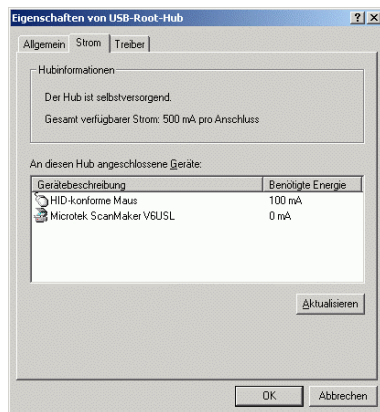 Eigenschaften von USB-Root-Hub
Allgemein Strom Treiber
Hubinformationen
Der Hub ist selbstversorgend.
Gesamt verfügbarer Strom: 500 mA pro Anschluss
An diesen Hub angeschlossene Geräte:
Gerätebeschreibung Benötigte Energie
HID-konforme Maus 100 mA
Microtek ScanMaker V6USL 0 mA
Aktualisieren
OK Abbrechen